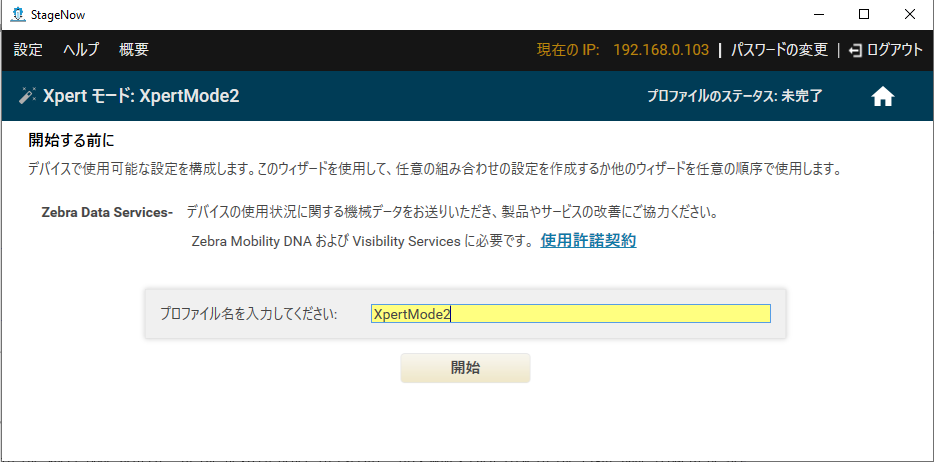 StageNow
設定 ヘルプ 概要 現在の IP: 192.168.0.103 | パスワードの変更 | ログアウト
Xpert モード: XpertMode2 プロファイルのステータス: 未完了
開始する前に
デバイスで使用可能な設定を構成します。このウィザードを使用して、任意の組み合わせの設定を作成するか他のウィザードを任意の順序で使用します。
Zebra Data Services- デバイスの使用状況に関する機械データをお送りいただき、製品やサービスの改善にご協力ください。
Zebra Mobility DNA および Visibility Services に必要です。 使用許諾契約
プロファイル名を入力してください: XpertMode2
開始